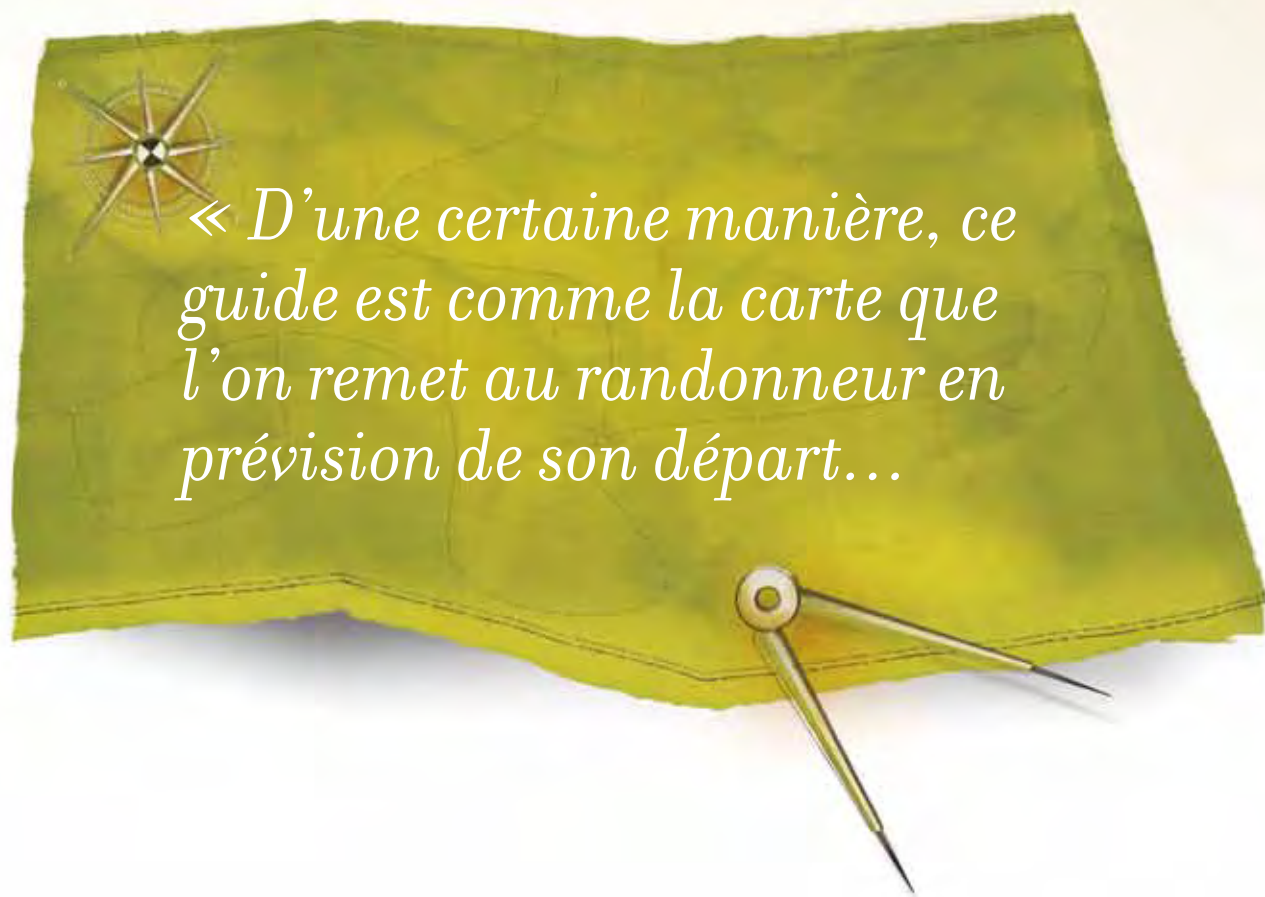 « D’une certaine manière, ce
guide est comme la carte que
l’on remet au randonneur en
prévision de son départ…